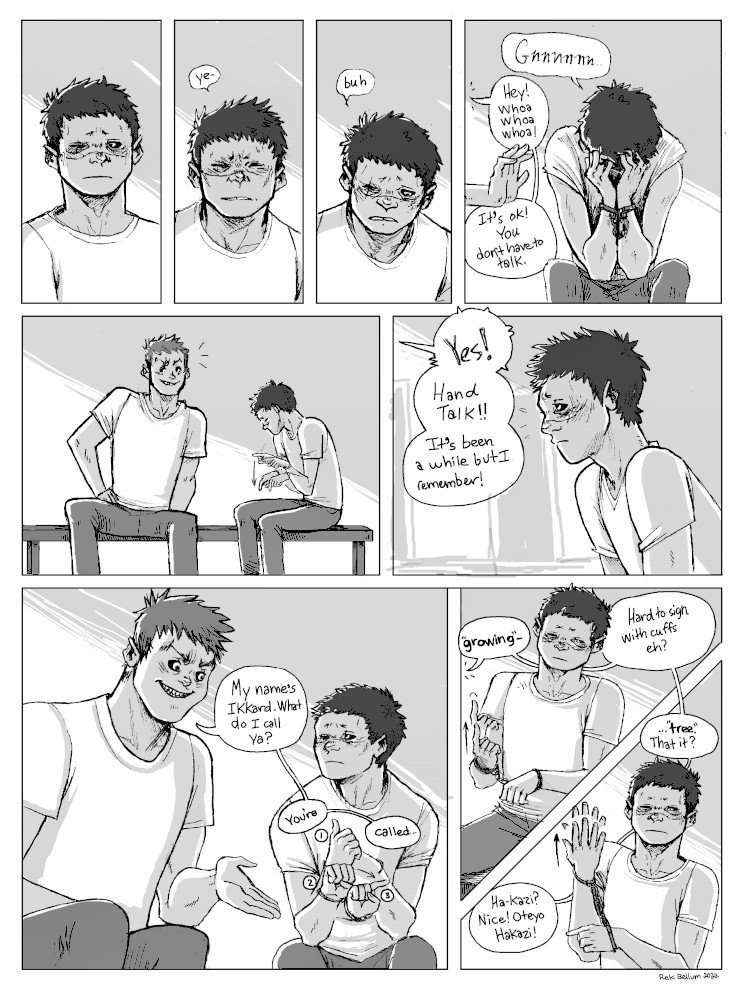 ye-
buh
Gnnnnnn...
Hey!
Whoa
whoa
whoa!
It's ok!
You
don't have to
talk.
Yes!
Hand
Talk!!
It's been
a while but I
remember!
My name's
Ikkard. What
do I call
ya?
You're
called...
1
2
3
"growing"-
Hard to sign
with cuffs
eh?
..."tree."
That it?
Ha-Kazi?
Nice! Oteyo
Hakazi!
Rek Bellum 2022